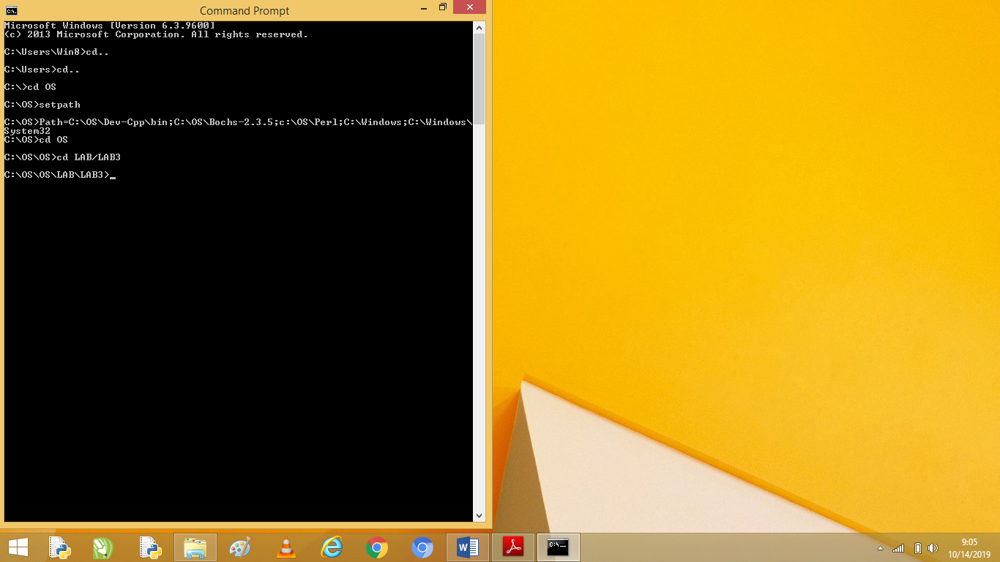 Command Prompt
Microsoft Windows [Version 6.3.9600]
(c) 2013 Microsoft Corporation. All rights reserved.
C:\Users\Win8>cd..
C:\Users>cd..
C:\>cd OS
C:\OS>setpath
C:\OS>Path=C:\OS\Dev-Cpp\bin;C:\OS\Bochs-2.3.5;c:\OS\Perl;C:\Windows;C:\Windows\
System32
C:\OS>cd OS
C:\OS\OS>cd LAB/LAB3
C:\OS\OS\LAB\LAB3>_
9:05
10/14/2019